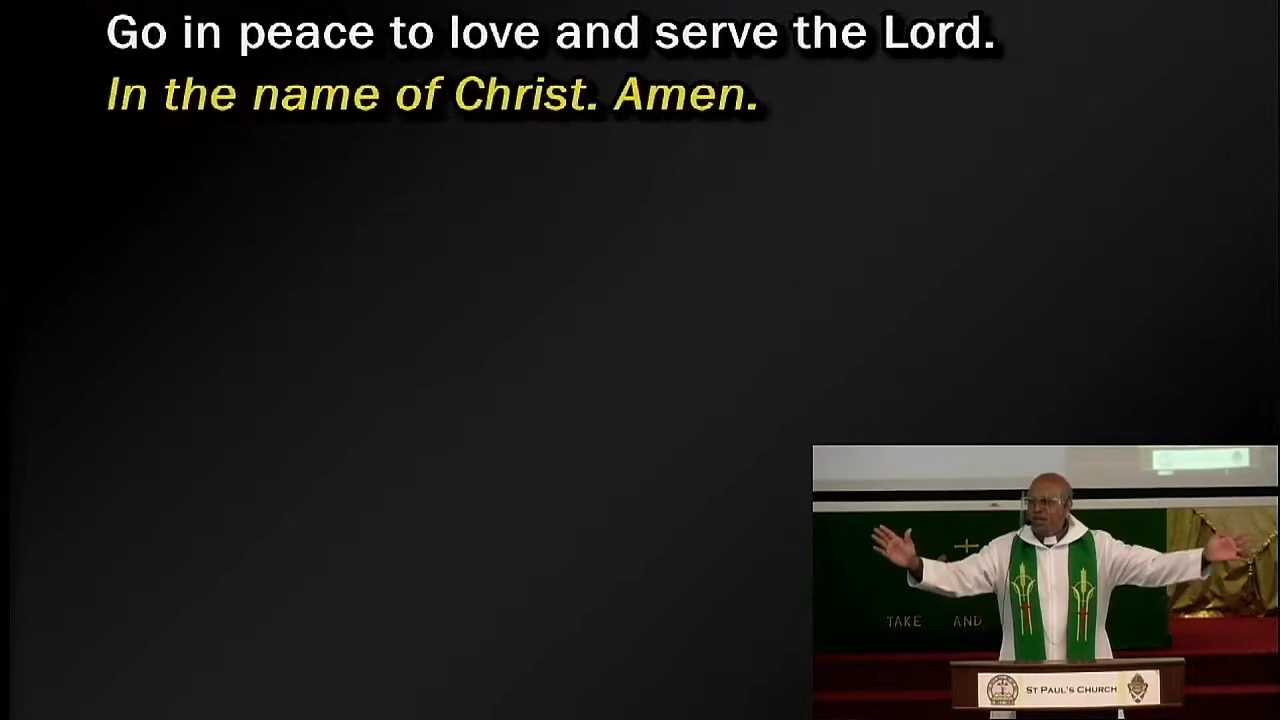 Go in peace to love and serve the Lord.
In the name of Christ. Amen.
TAKE AND
ST PAUL'S CHURCH